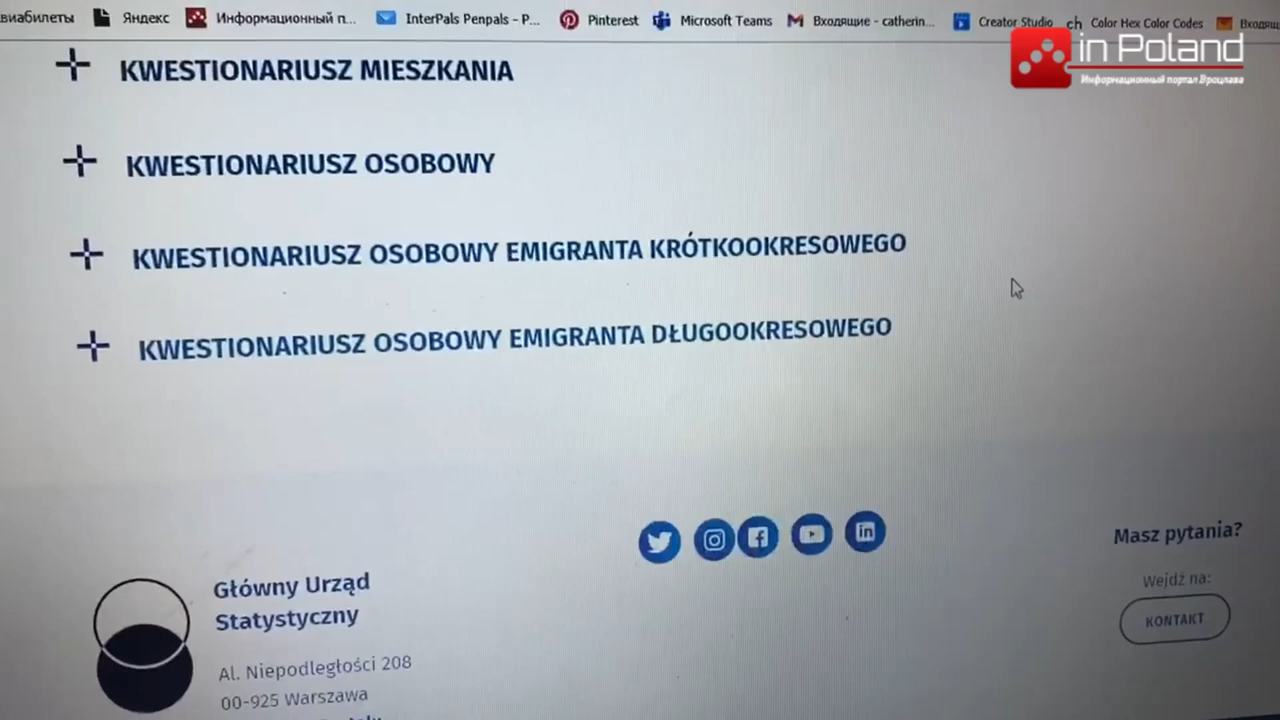 виабилеты Яндекс Информационный п... InterPals Penpals - P... Pinterest Microsoft Teams Входящие - catherin... Creator Studio Color Hex Color Codes
in Poland
Информационный портал Вроцлава
KWESTIONARIUSZ MIESZKANIA
KWESTIONARIUSZ OSOBOWY
KWESTIONARIUSZ OSOBOWY EMIGRANTA KRÓTKOOKRESOWEGO
KWESTIONARIUSZ OSOBOWY EMIGRANTA DŁUGOOKRESOWEGO
Główny Urząd
Statystyczny
Al. Niepodległości 208
00-925 Warszawa
Masz pytania?
Wejdź na:
KONTAKT